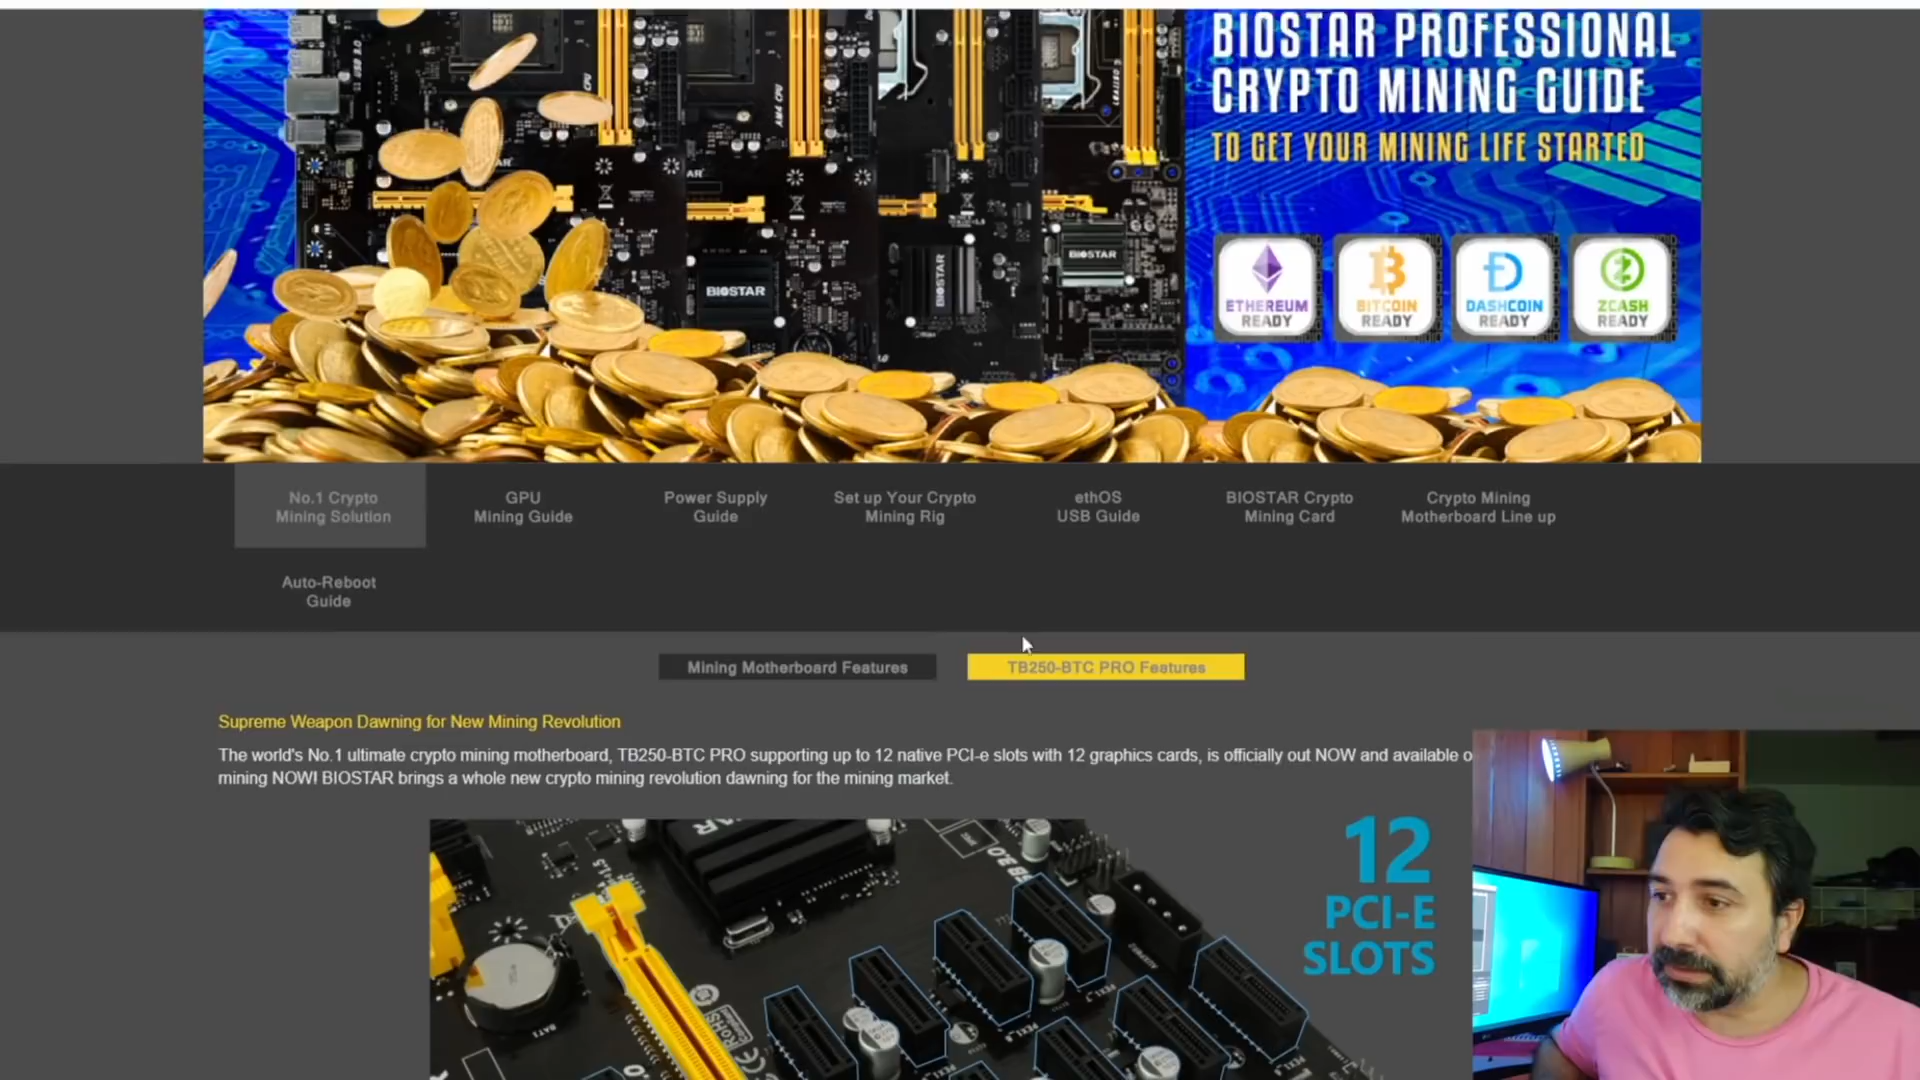 BIOSTAR PROFESSIONAL
CRYPTO MINING GUIDE
TO GET YOUR MINING LIFE STARTED
ETHEREUM
READY
BITCOIN
READY
DASHCOIN
READY
ZCASH
READY
BIOSTAR
BIOSTAR
BIOSTAR
No.1 Crypto
Mining Solution
GPU
Mining Guide
Power Supply
Guide
Set up Your Crypto
Mining Rig
ethOS
USB Guide
BIOSTAR Crypto
Mining Card
Crypto Mining
Motherboard Line up
Auto-Reboot
Guide
Mining Motherboard Features
TB250-BTC PRO Features
Supreme Weapon Dawning for New Mining Revolution
The world's No.1 ultimate crypto mining motherboard, TB250-BTC PRO supporting up to 12 native PCI-e slots with 12 graphics cards, is officially out NOW and available o
mining NOW! BIOSTAR brings a whole new crypto mining revolution dawning for the mining market.
12
PCI-E
SLOTS
BAT1